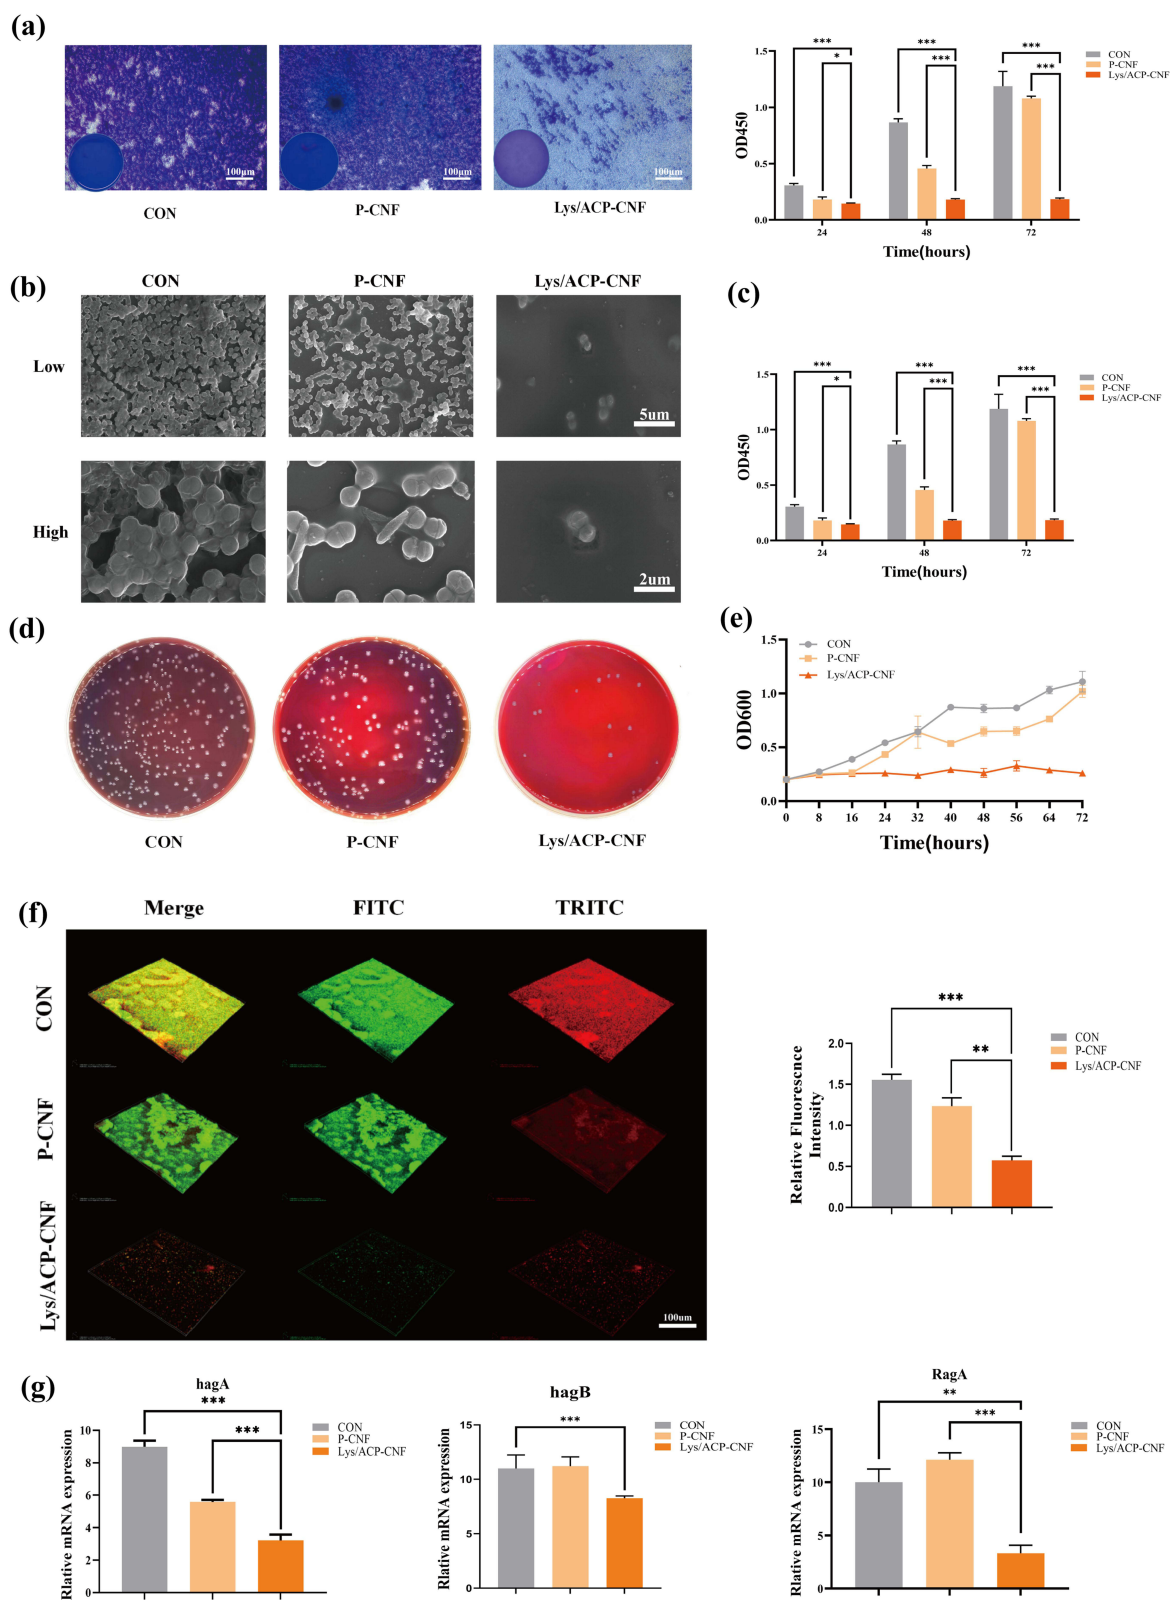 (a)
100μm
100μm
100μm
CON
P-CNF
Lys/ACP-CNF
OD450
1.5
1.0
0.5
0.0
***
*
***
***
***
***
24
48
72
Time(hours)
CON
P-CNF
Lys/ACP-CNF
(b)
CON
P-CNF
Lys/ACP-CNF
Low
5um
High
2um
(c)
OD450
1.5
1.0
0.5
0.0
***
*
***
***
***
***
24
48
72
Time(hours)
CON
P-CNF
Lys/ACP-CNF
(d)
CON
P-CNF
Lys/ACP-CNF
(e)
OD600
1.5
1.0
0.5
0.0
CON
P-CNF
Lys/ACP-CNF
0 8 16 24 32 40 48 56 64 72
Time(hours)
(f)
Merge
FITC
TRITC
CON
P-CNF
Lys/ACP-CNF
100um
Relative Fluorescnce
Intensity
2.0
1.5
1.0
0.5
0.0
***
**
CON
P-CNF
Lys/ACP-CNF
(g)
hagA
***
***
Rlative mRNA expression
10
8
6
4
2
0
CON
P-CNF
Lys/ACP-CNF
hagB
***
Rlative mRNA expression
15
10
5
0
CON
P-CNF
Lys/ACP-CNF
RagA
**
***
Rlative mRNA expression
15
10
5
0
CON
P-CNF
Lys/ACP-CNF